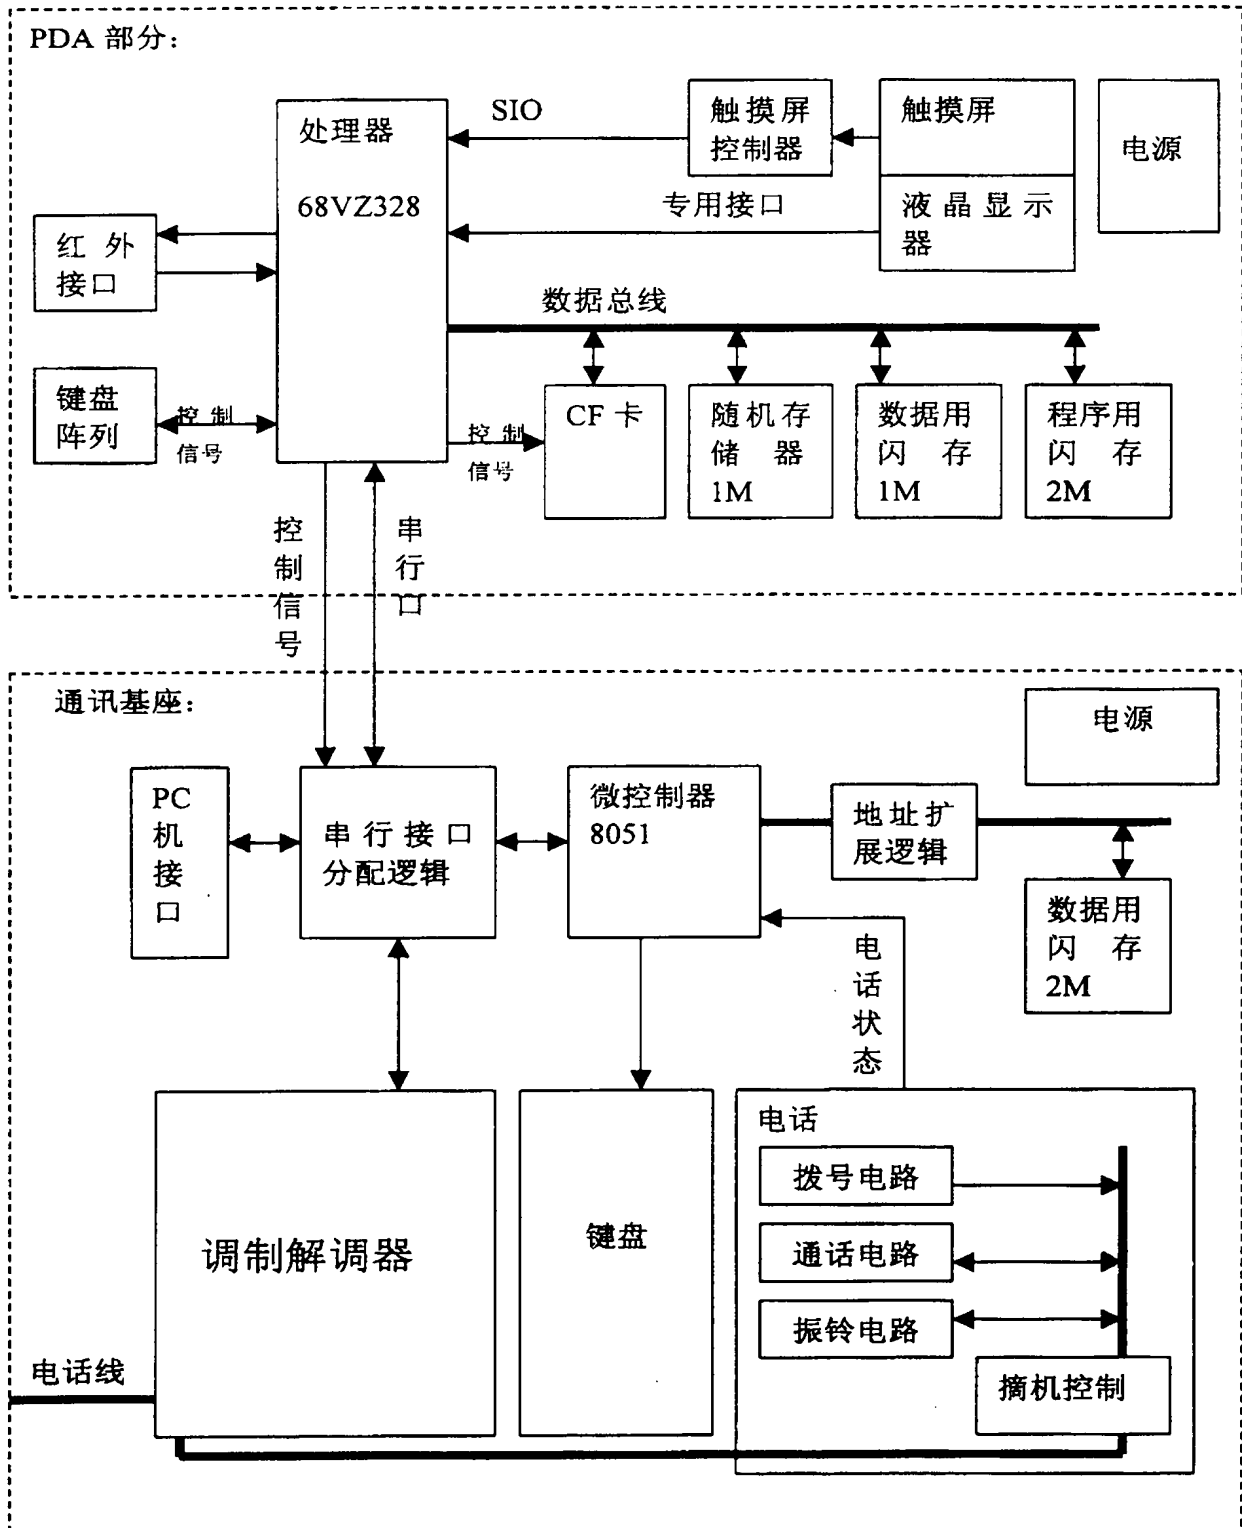 PDA 部分：
处理器
68VZ328
SIO
触摸屏
控制器
触摸屏
电源
专用接口
液晶显示
器
红外
接口
数据总线
键盘
阵列
控制
信号
控制
信号
CF 卡
随机存
储器
1M
数据用
闪存
1M
程序用
闪存
2M
控制信号
串行口
通讯基座：
电源
PC
机
接
口
串行接口
分配逻辑
微控制器
8051
地址扩
展逻辑
数据用
闪存
2M
电话状态
调制解调器
键盘
电话
拨号电路
通话电路
振铃电路
摘机控制
电话线